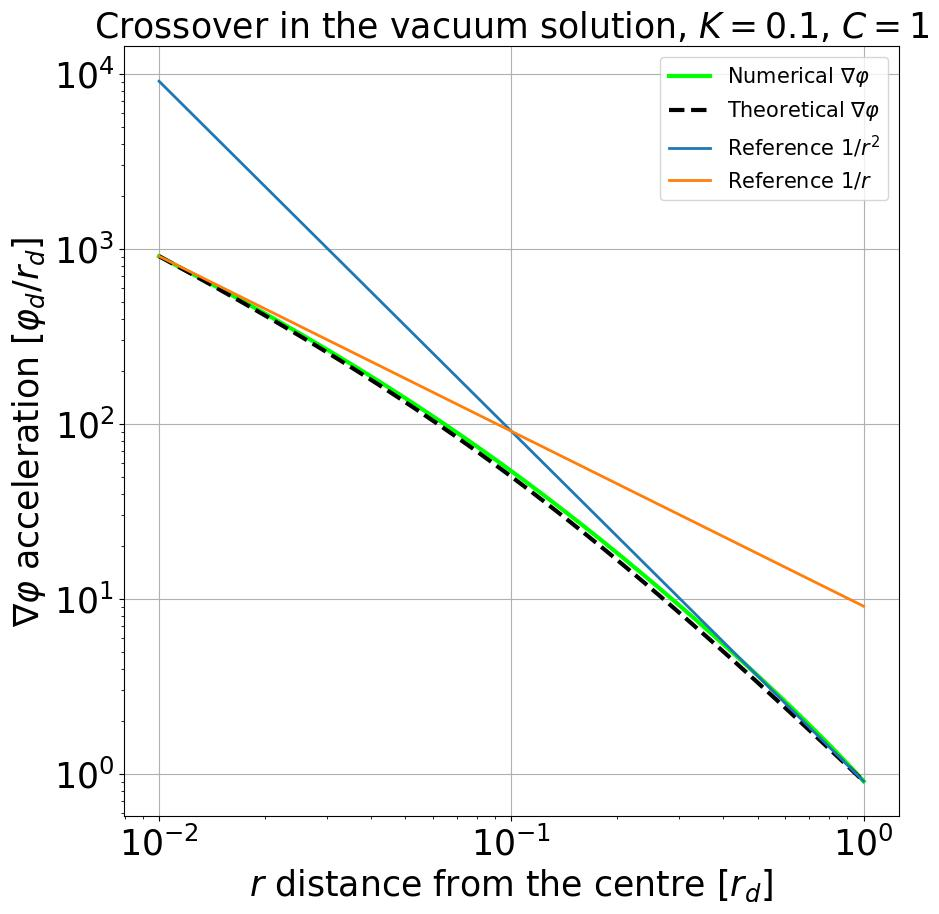 Crossover in the vacuum solution, K = 0.1, C = 1
Numerical ∇φ
Theoretical ∇φ
Reference 1/r²
Reference 1/r
10⁴
10³
10²
10¹
10⁰
∇φ acceleration [φ_d/r_d]
10⁻²
10⁻¹
10⁰
r distance from the centre [r_d]